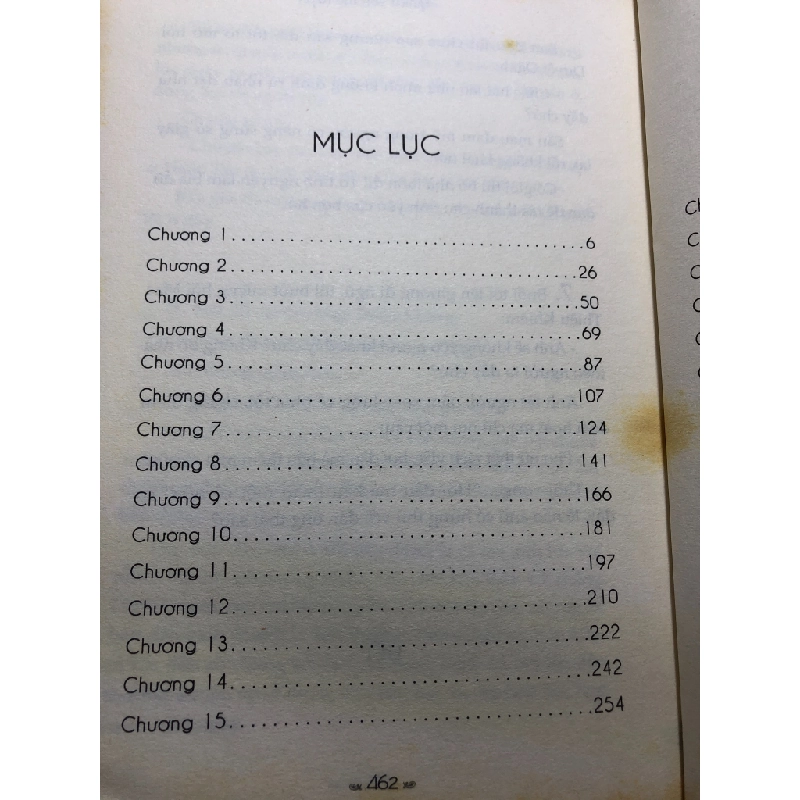 MỤC LỤC
Chương 1........................................6
Chương 2........................................26
Chương 3........................................50
Chương 4........................................69
Chương 5........................................87
Chương 6........................................107
Chương 7........................................124
Chương 8........................................141
Chương 9........................................166
Chương 10........................................181
Chương 11........................................197
Chương 12........................................210
Chương 13........................................222
Chương 14........................................242
Chương 15........................................254
462